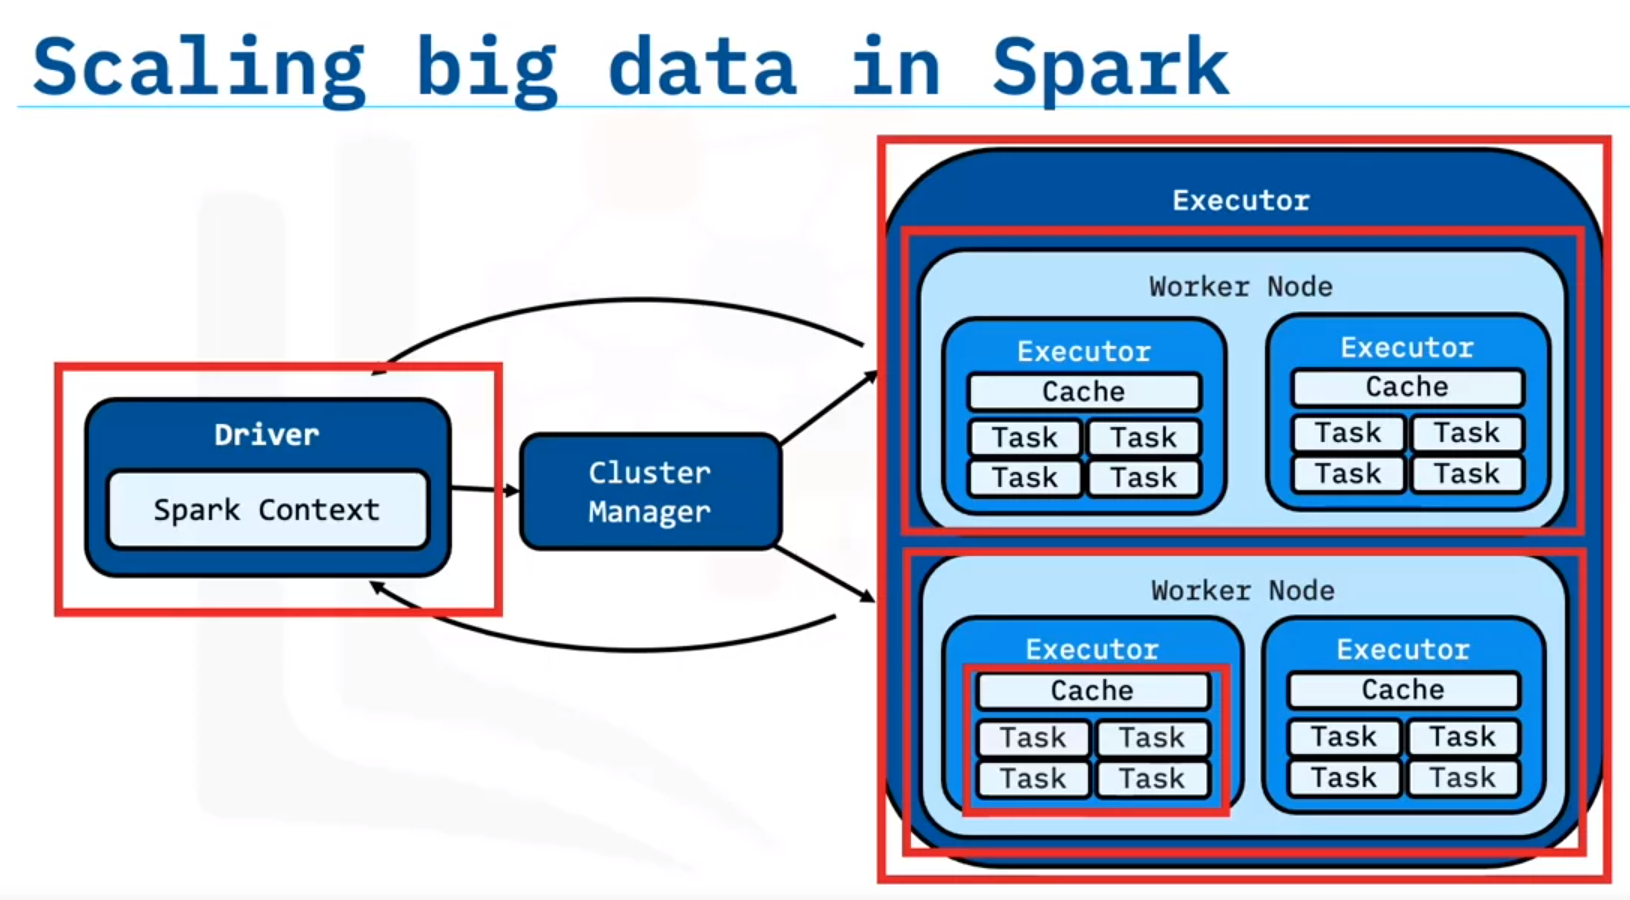 Scaling big data in Spark
Driver
Spark Context
Cluster
Manager
Executor
Worker Node
Executor
Cache
Task Task
Task Task
Executor
Cache
Task Task
Task Task
Worker Node
Executor
Cache
Task Task
Task Task
Executor
Cache
Task Task
Task Task